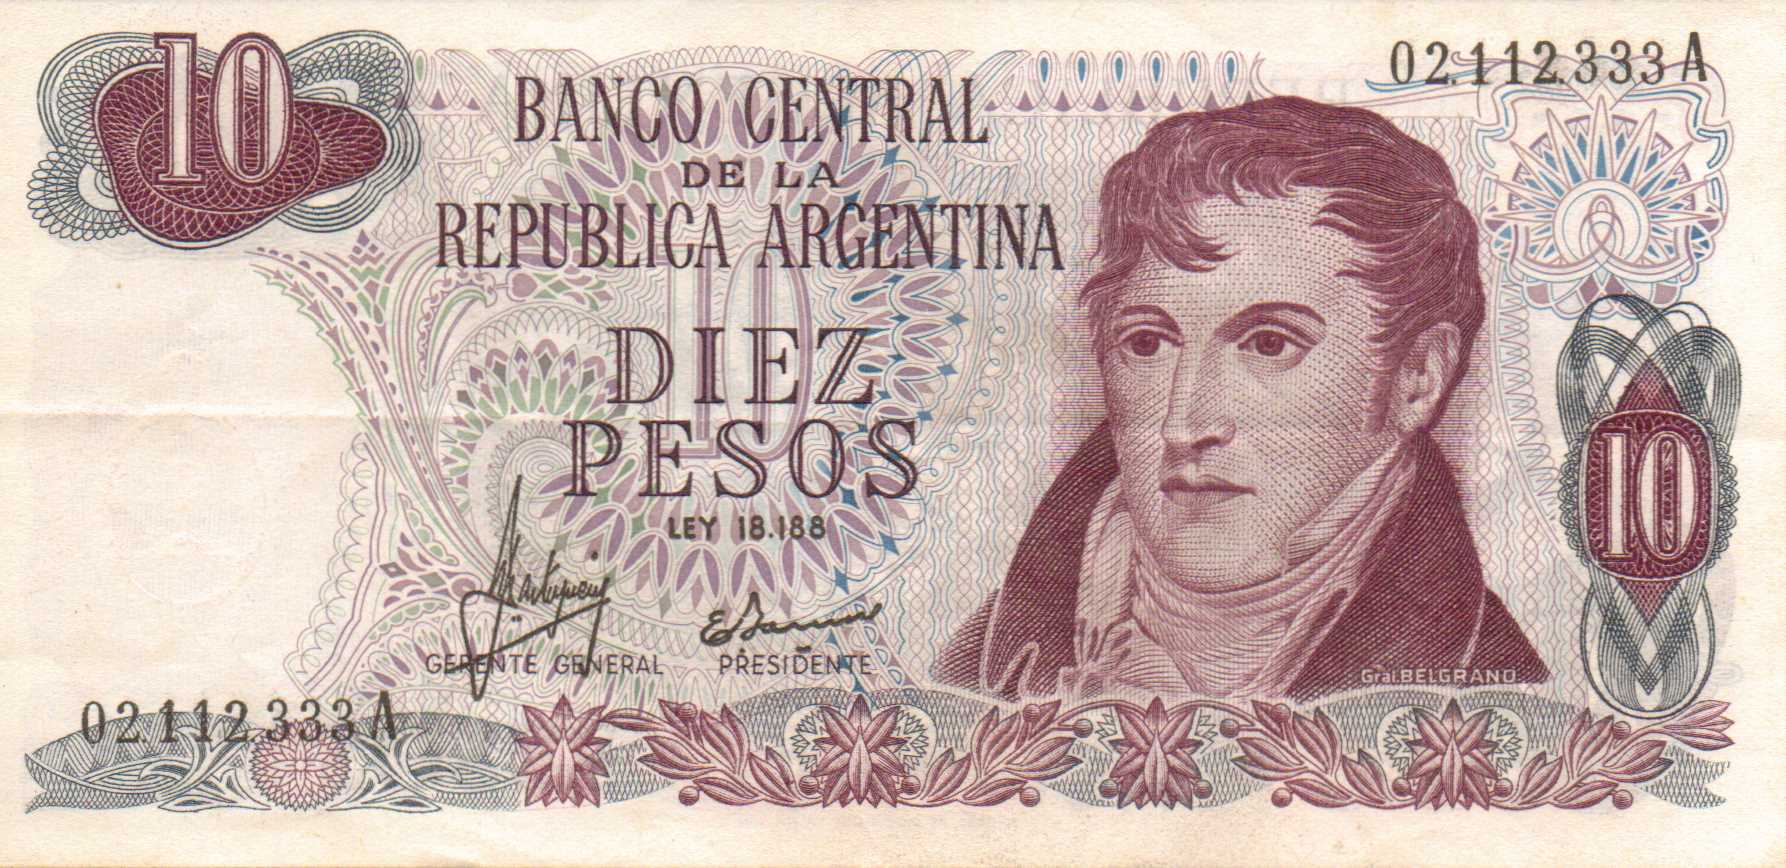 10
02.112.333 A
BANCO CENTRAL
DE LA
REPUBLICA ARGENTINA
10
DIEZ
PESOS
LEY 18.188
10
GERENTE GENERAL
PRESIDENTE
Gral.BELGRANO
02.112.333 A